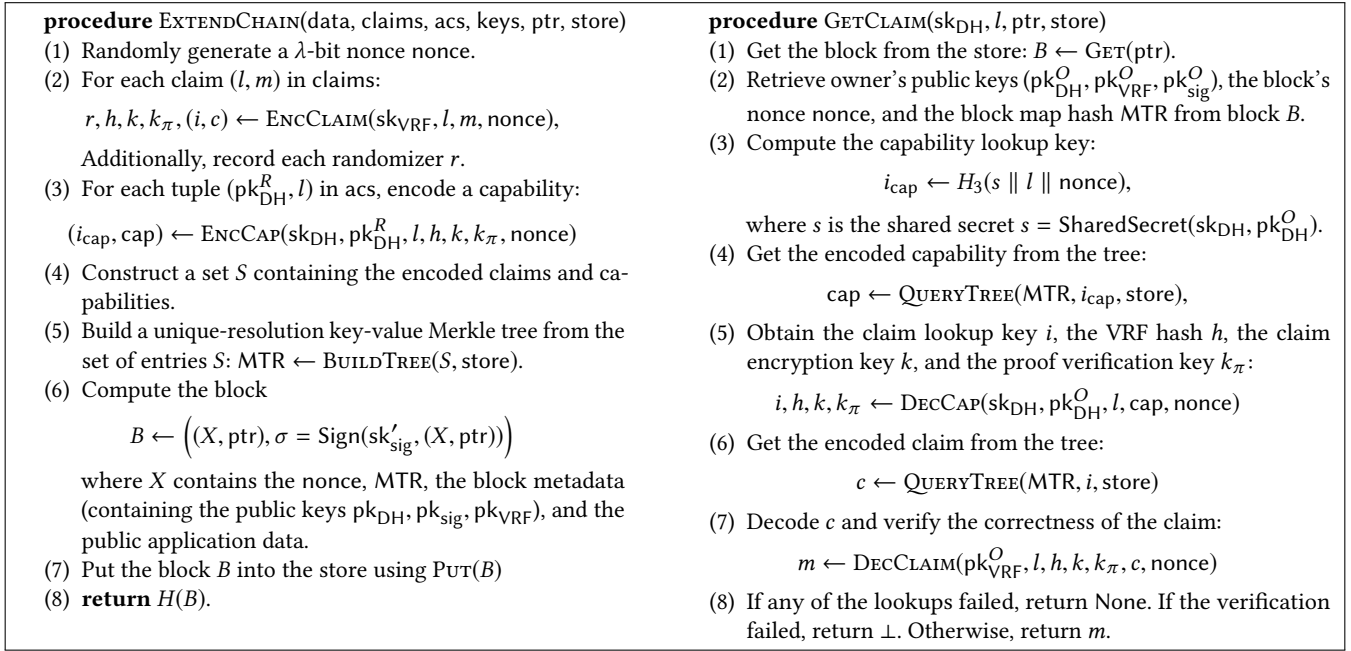 procedure EXTENDCHAIN(data, claims, acs, keys, ptr, store)
(1) Randomly generate a λ-bit nonce nonce.
(2) For each claim (l, m) in claims:
r, h, k, k_π, (i, c) ← ENCCLAIM(sk_VRF, l, m, nonce),
Additionally, record each randomizer r.
(3) For each tuple (pk^R_DH, l) in acs, encode a capability:
(i_cap, cap) ← ENCCAP(sk_DH, pk^R_DH, l, h, k, k_π, nonce)
(4) Construct a set S containing the encoded claims and ca-
pabilities.
(5) Build a unique-resolution key-value Merkle tree from the
set of entries S: MTR ← BUILDTREE(S, store).
(6) Compute the block
B ← ((X, ptr), σ = Sign(sk′_sig, (X, ptr)))
where X contains the nonce, MTR, the block metadata
(containing the public keys pk_DH, pk_sig, pk_VRF), and the
public application data.
(7) Put the block B into the store using PUT(B)
(8) return H(B).
procedure GETCLAIM(sk_DH, l, ptr, store)
(1) Get the block from the store: B ← GET(ptr).
(2) Retrieve owner's public keys (pk^O_DH, pk^O_VRF, pk^O_sig), the block's
nonce nonce, and the block map hash MTR from block B.
(3) Compute the capability lookup key:
i_cap ← H_3(s ∥ l ∥ nonce),
where s is the shared secret s = SharedSecret(sk_DH, pk^O_DH).
(4) Get the encoded capability from the tree:
cap ← QUERYTREE(MTR, i_cap, store),
(5) Obtain the claim lookup key i, the VRF hash h, the claim
encryption key k, and the proof verification key k_π:
i, h, k, k_π ← DECCAP(sk_DH, pk^O_DH, l, cap, nonce)
(6) Get the encoded claim from the tree:
c ← QUERYTREE(MTR, i, store)
(7) Decode c and verify the correctness of the claim:
m ← DECCLAIM(pk^O_VRF, l, h, k, k_π, c, nonce)
(8) If any of the lookups failed, return None. If the verification
failed, return ⊥. Otherwise, return m.